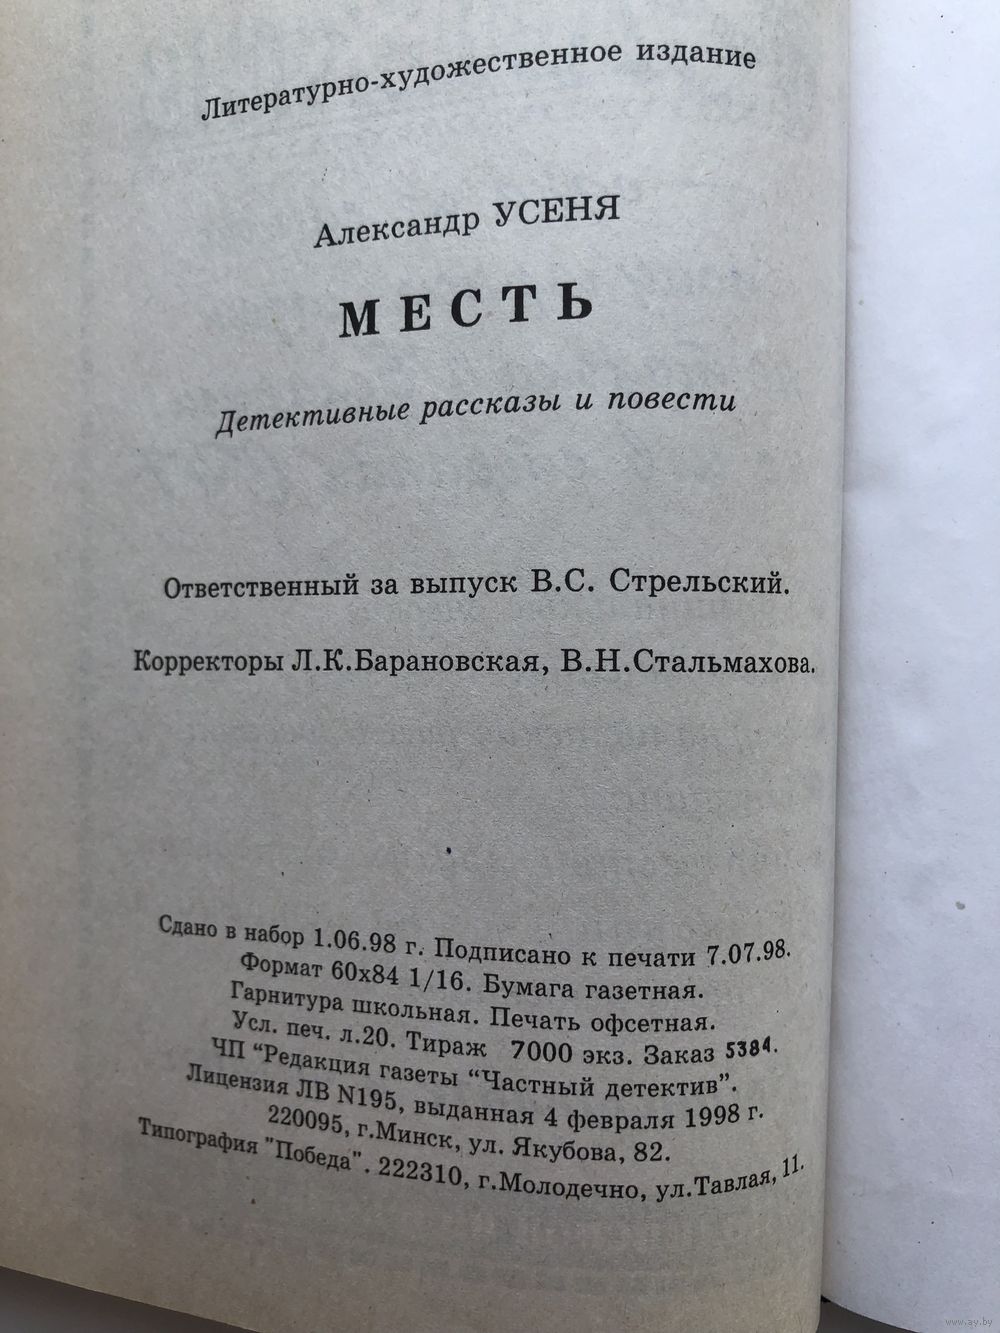 Литературно-художественное издание
Александр УСЕНЯ
МЕСТЬ
Детективные рассказы и повести
Ответственный за выпуск В.С. Стрельский.
Корректоры Л.К.Барановская, В.Н.Стальмахова.
Сдано в набор 1.06.98 г. Подписано к печати 7.07.98.
Формат 60х84 1/16. Бумага газетная.
Гарнитура школьная. Печать офсетная.
Усл. печ. л.20. Тираж 7000 экз. Заказ 5384.
ЧП "Редакция газеты "Частный детектив".
Лицензия ЛВ N195, выданная 4 февраля 1998 г.
220095, г.Минск, ул. Якубова, 82.
Типография "Победа". 222310, г.Молодечно, ул.Тавлая, 11.
www.ay.by